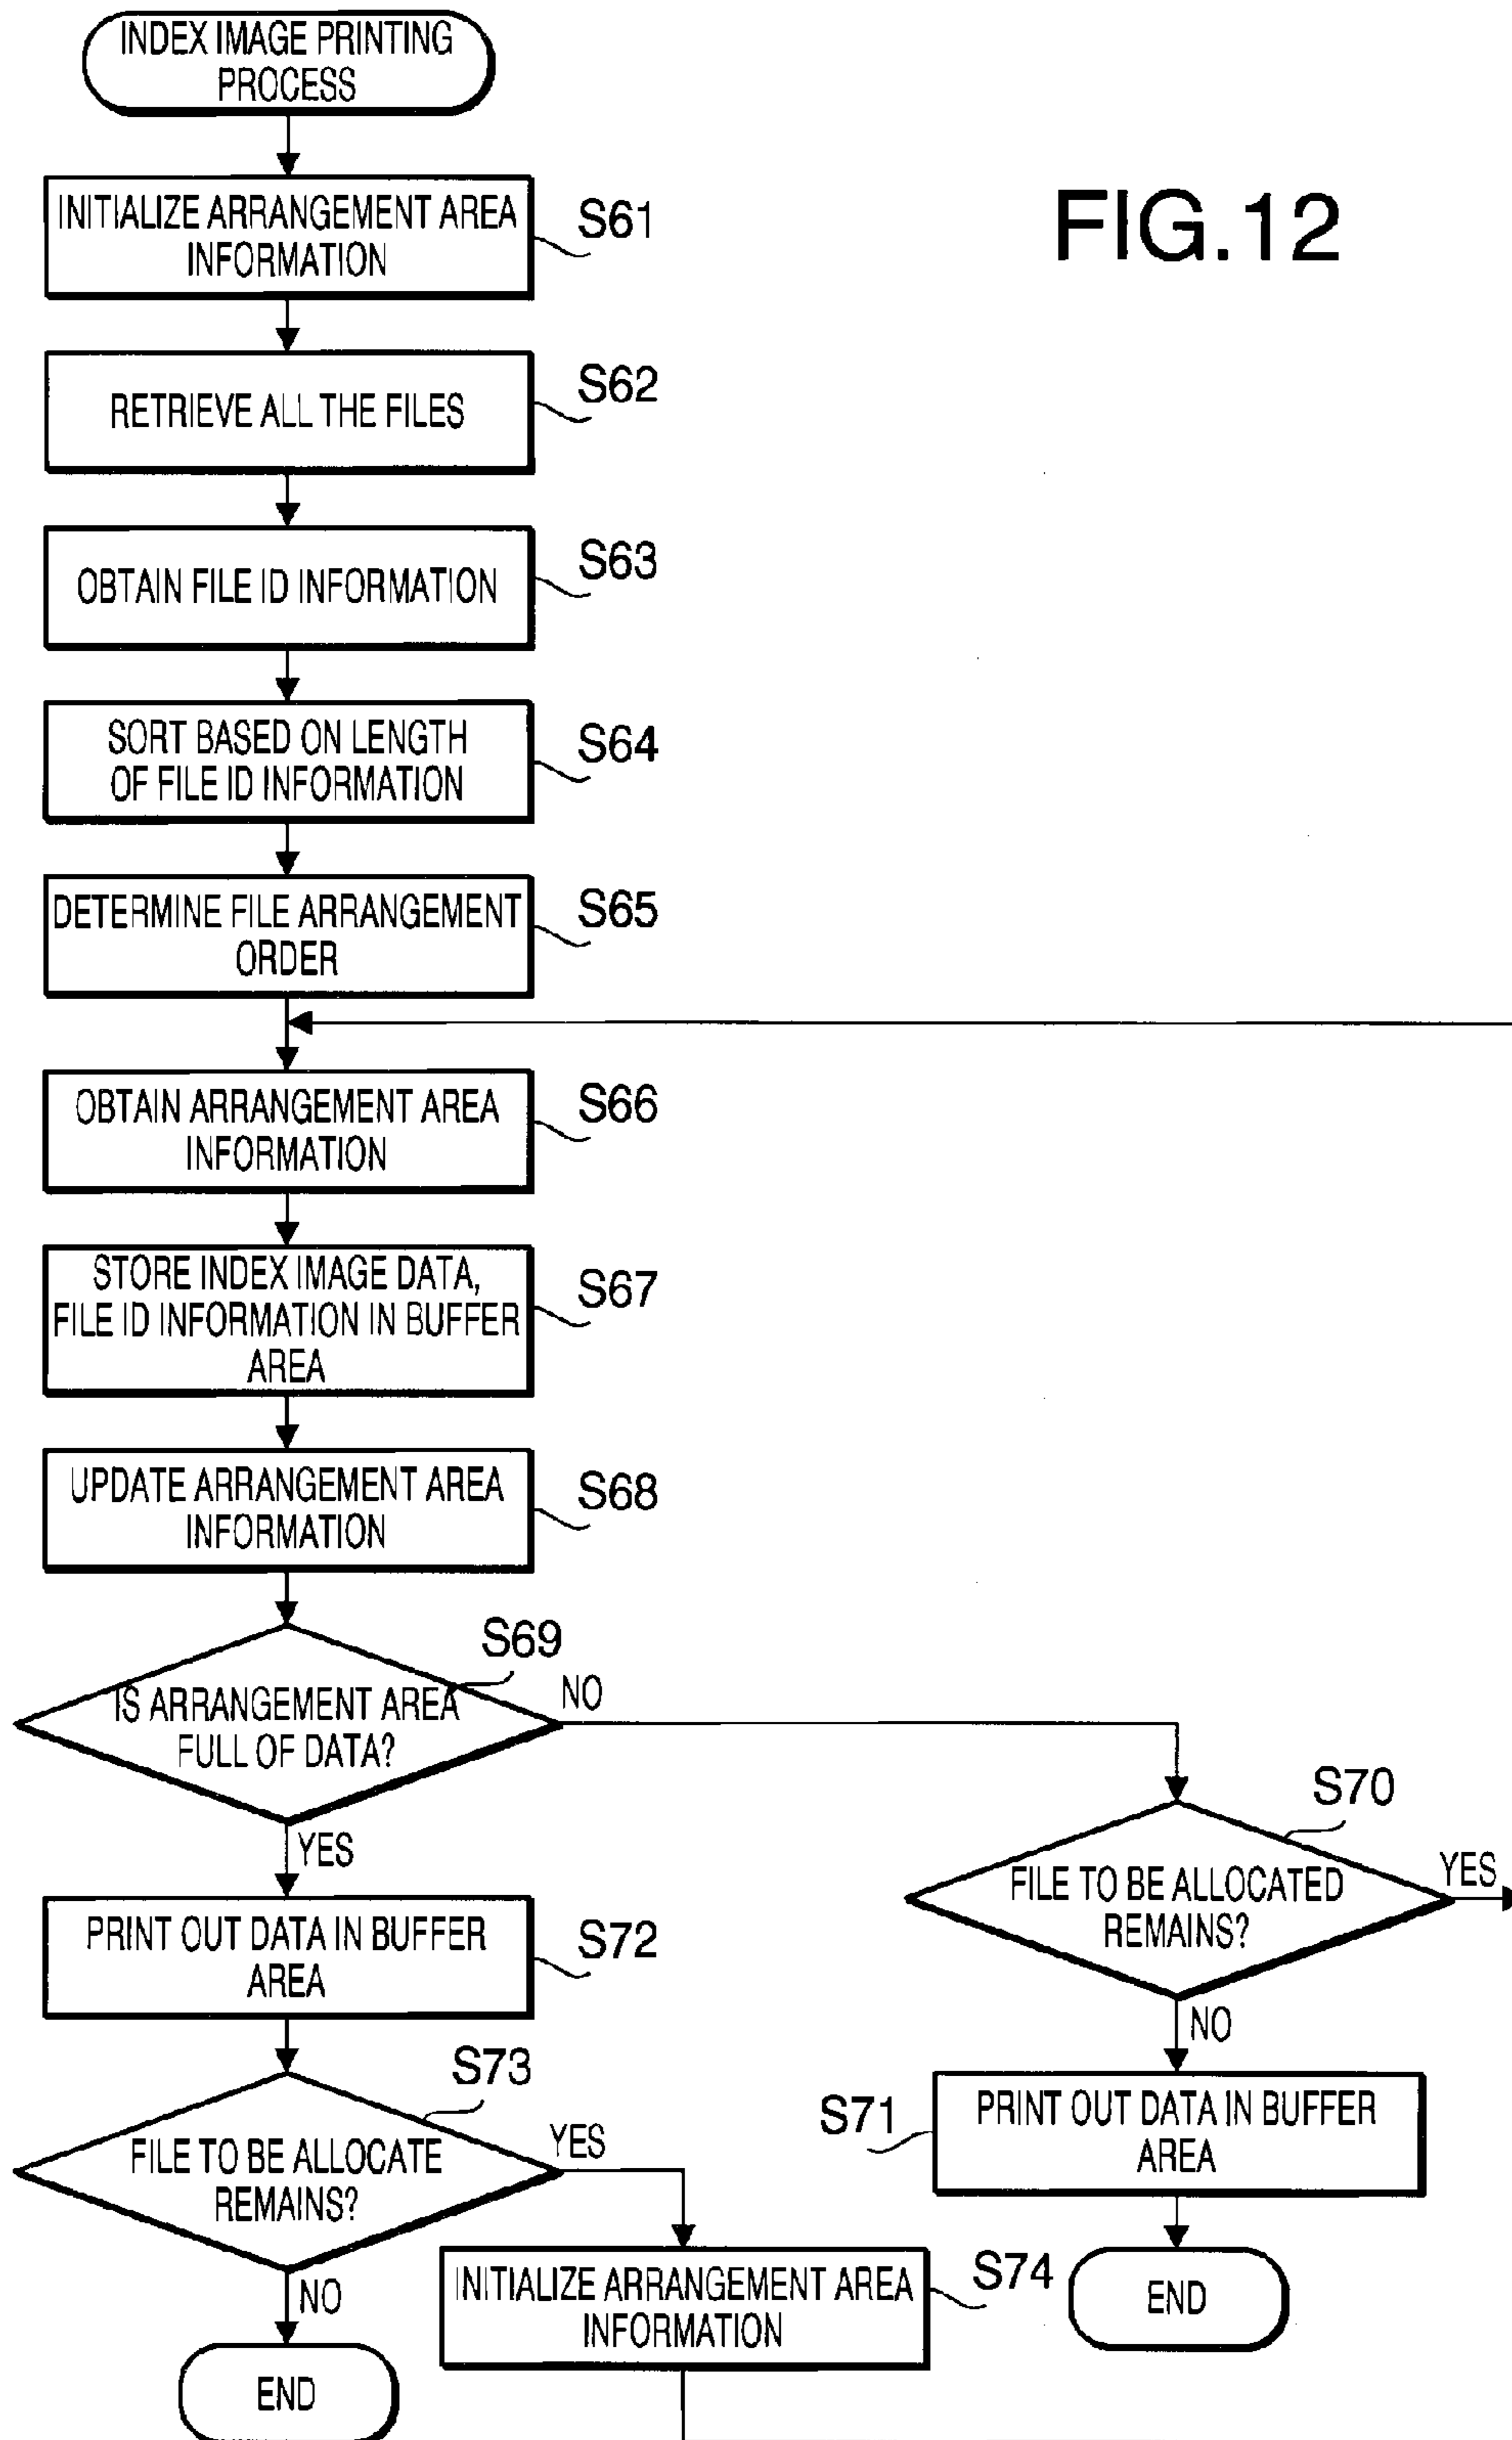 INDEX IMAGE PRINTING
PROCESS
FIG.12
INITIALIZE ARRANGEMENT AREA
INFORMATION
S61
RETRIEVE ALL THE FILES
S62
OBTAIN FILE ID INFORMATION
S63
SORT BASED ON LENGTH
OF FILE ID INFORMATION
S64
DETERMINE FILE ARRANGEMENT
ORDER
S65
OBTAIN ARRANGEMENT AREA
INFORMATION
S66
STORE INDEX IMAGE DATA,
FILE ID INFORMATION IN BUFFER
AREA
S67
UPDATE ARRANGEMENT AREA
INFORMATION
S68
S69
IS ARRANGEMENT AREA
FULL OF DATA?
NO
YES
S70
FILE TO BE ALLOCATED
REMAINS?
YES
NO
PRINT OUT DATA IN BUFFER
AREA
S72
S73
FILE TO BE ALLOCATE
REMAINS?
YES
NO
S71
PRINT OUT DATA IN BUFFER
AREA
INITIALIZE ARRANGEMENT AREA
INFORMATION
S74
END
END